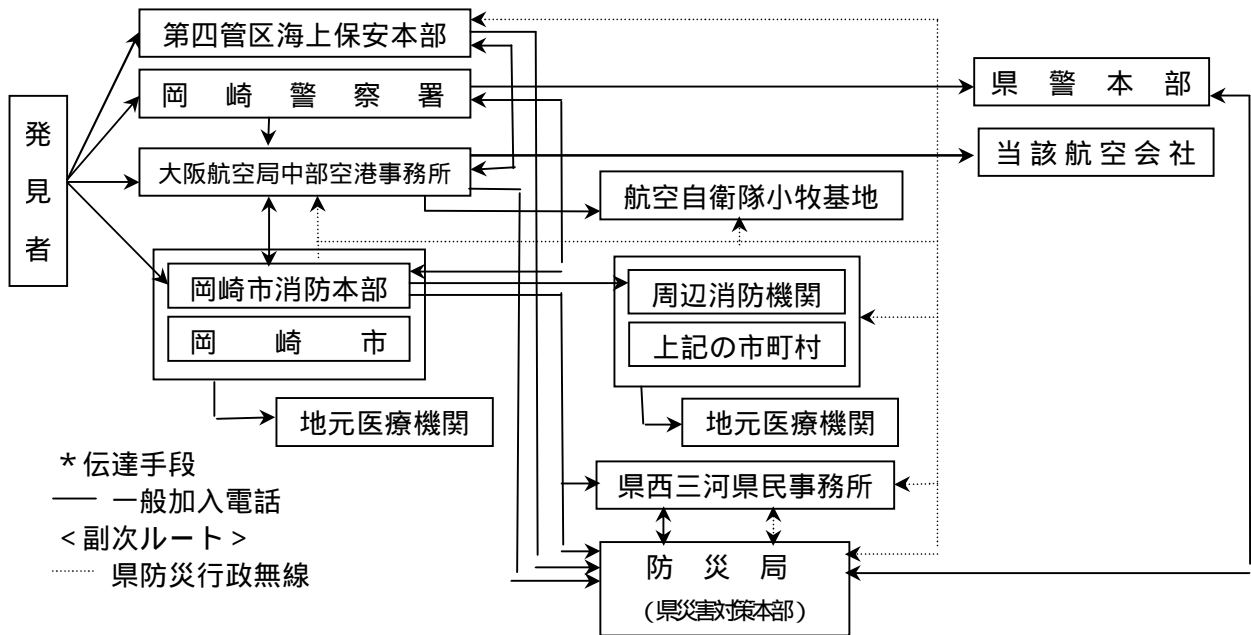 第四管区海上保安本部
岡崎警察署
県警本部
発見者
当該航空会社
大阪航空局中部空港事務所
航空自衛隊小牧基地
岡崎市消防本部
周辺消防機関
岡崎市
上記の市町村
地元医療機関
地元医療機関
*伝達手段
県西三河県民事務所
一般加入電話
<副次ルート>
防災局
県防災行政無線
(県災害対策本部)